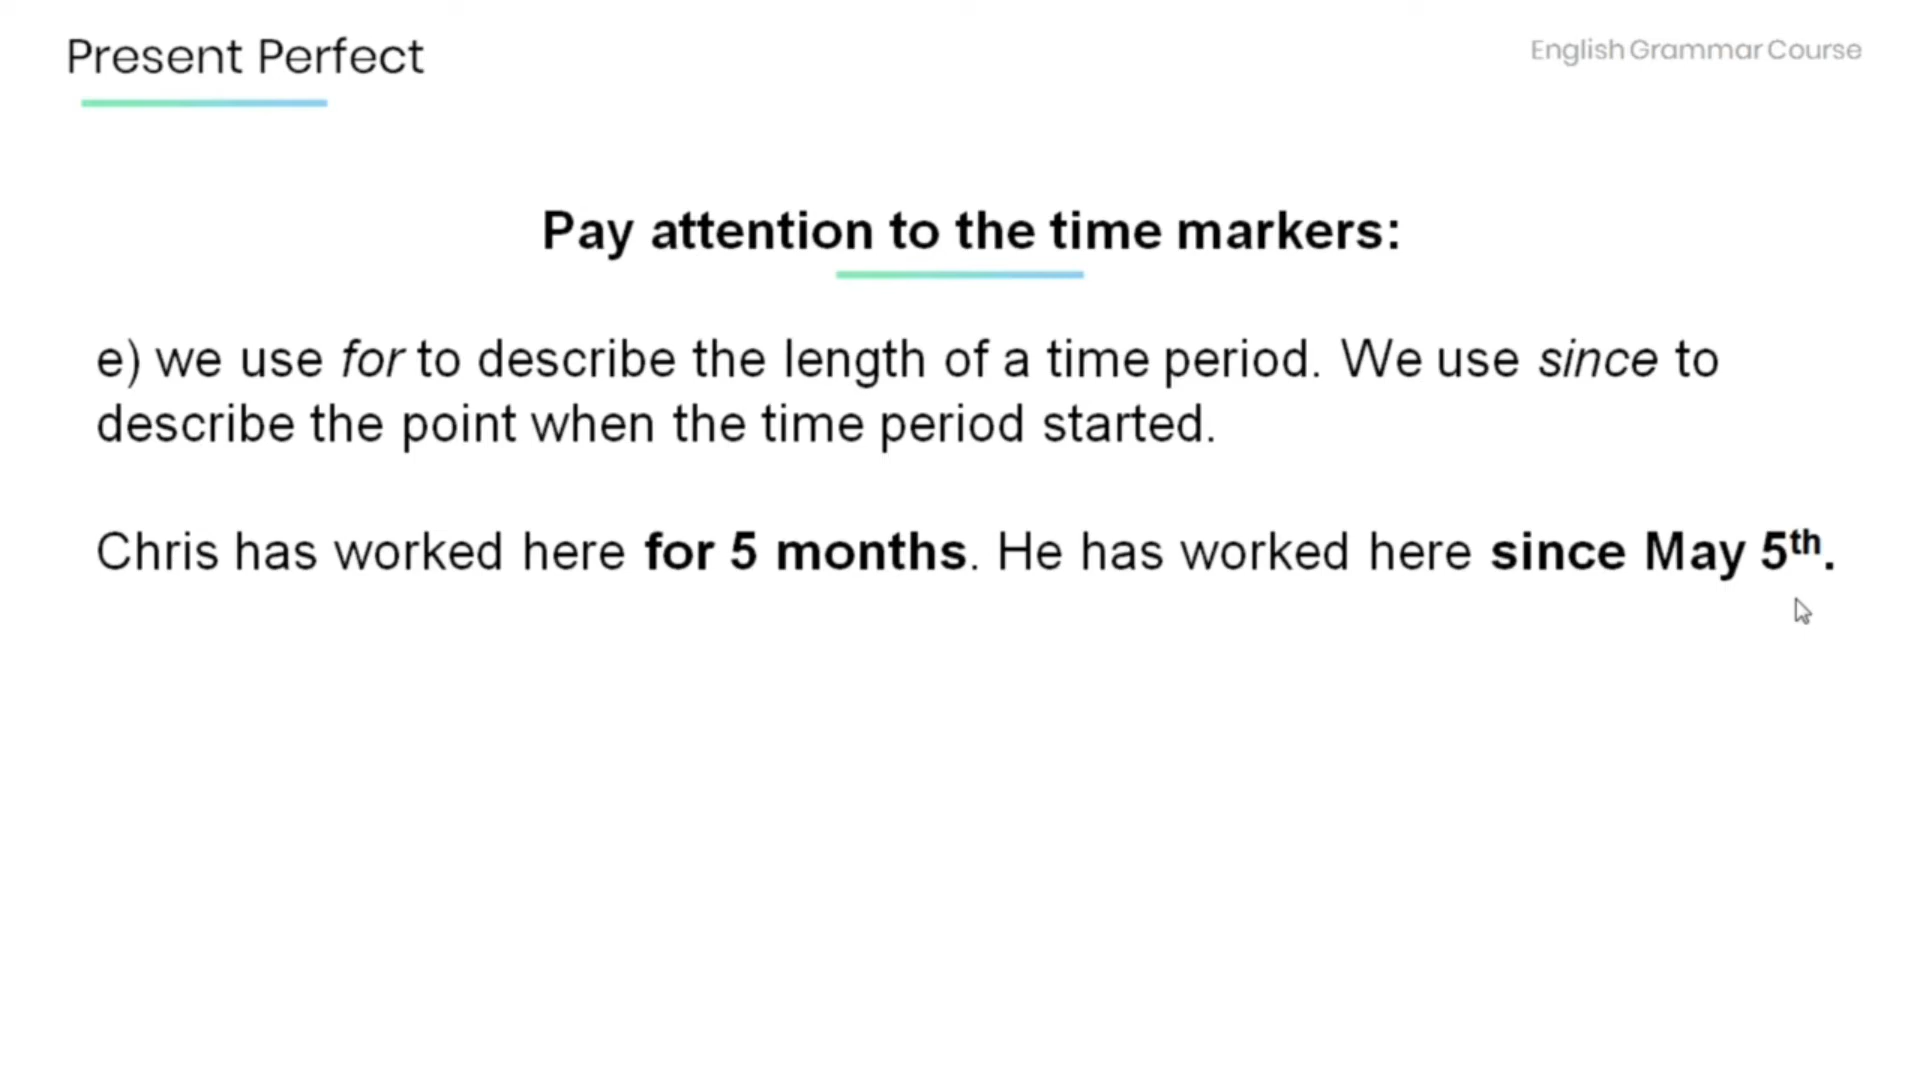 Present Perfect
English Grammar Course
Pay attention to the time markers:
e) we use for to describe the length of a time period. We use since to
describe the point when the time period started.
Chris has worked here for 5 months. He has worked here since May 5th.